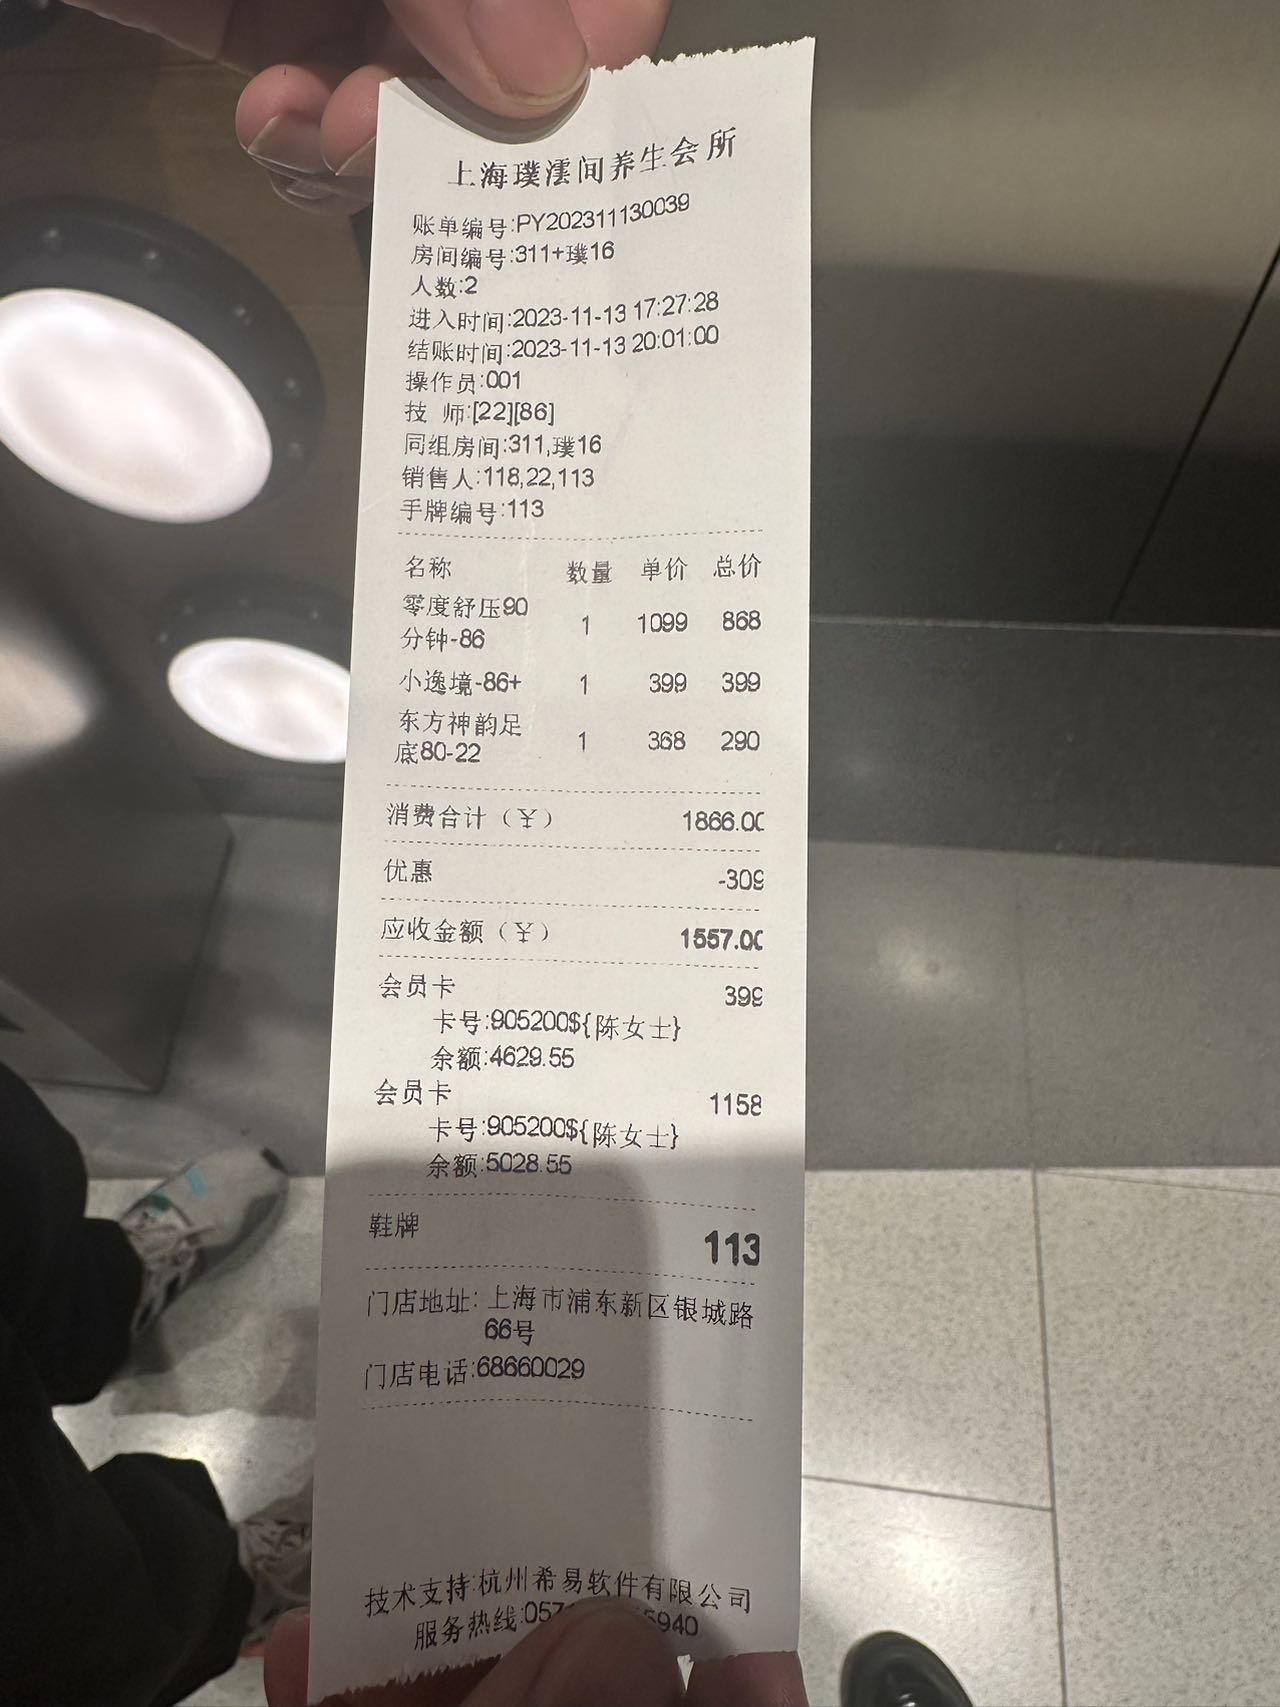 上海璞澐间养生会所
账单编号:PY202311130039
房间编号:311+璞16
人数:2
进入时间:2023-11-13 17:27:28
结账时间:2023-11-13 20:01:00
操作员:001
技 师:[22][86]
同组房间:311,璞16
销售人:118,22,113
手牌编号:113
名称 数量 单价 总价
零度舒压90
分钟-86 1 1099 868
小逸境-86+ 1 399 399
东方神韵足
底80-22 1 368 290
消费合计（¥） 1866.00
优惠 -309
应收金额（¥） 1557.00
会员卡 399
卡号:905200${陈女士}
余额:4629.55
会员卡 1158
卡号:905200${陈女士}
余额:5028.55
鞋牌 113
门店地址: 上海市浦东新区银城路
66号
门店电话:68660029
技术支持:杭州希易软件有限公司
服务热线:057 5940